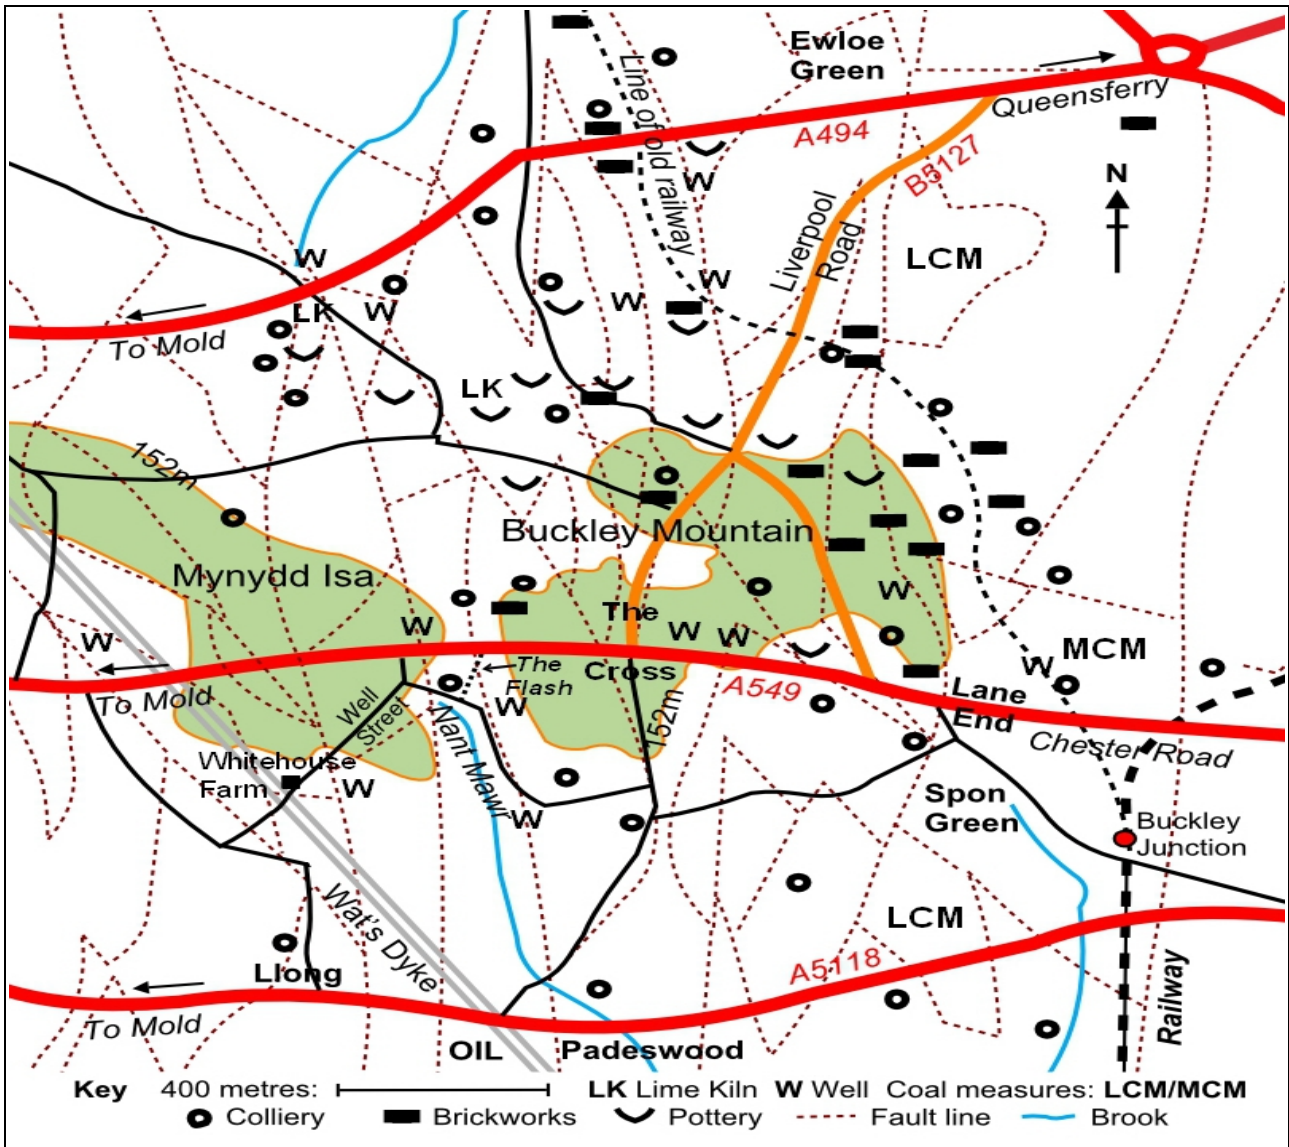 Ewloe
Green
Line of old railway
Queensferry
A494
B5127
W
N
Liverpool
Road
LCM
W
W
LK
W
W
To Mold
LK
152m
Buckley Mountain
Mynydd Isa
W
The
Cross
W
W
W
W
MCM
W
To Mold
The
Flash
W
A549
152m
Lane
End
Chester Road
Well
Street
Nant Mawr
Whitehouse
Farm
W
W
Spon
Green
Buckley
Junction
Wat's Dyke
LCM
Llong
A5118
Railway
To Mold
OIL
Padeswood
Key 400 metres: LK Lime Kiln W Well Coal measures: LCM/MCM
Colliery Brickworks Pottery Fault line Brook